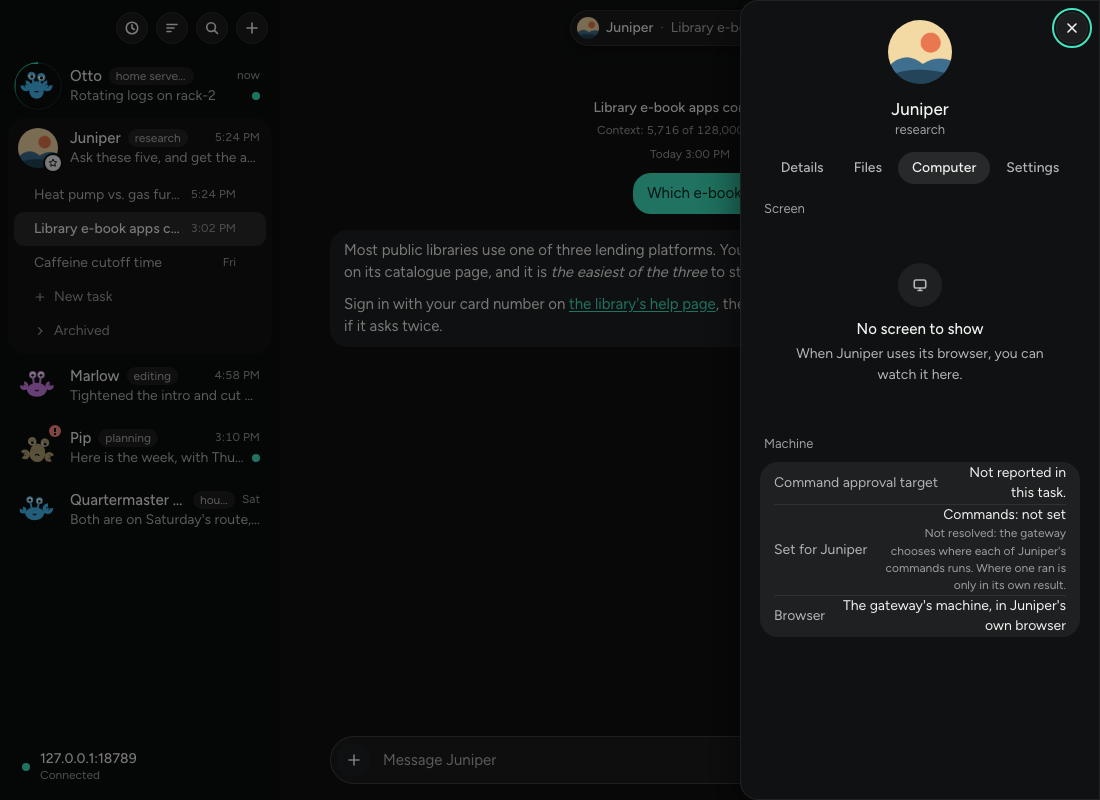 Otto home serve... now
Rotating logs on rack-2
Juniper research 5:24 PM
Ask these five, and get the a...
Heat pump vs. gas fur... 5:24 PM
Library e-book apps c... 3:02 PM
Caffeine cutoff time Fri
New task
Archived
Marlow editing 4:58 PM
Tightened the intro and cut ...
Pip planning 3:10 PM
Here is the week, with Thu...
Quartermaster ... hou... Sat
Both are on Saturday's route,...
127.0.0.1:18789
Connected
Juniper · Library e-b
Library e-book apps co
Context: 5,716 of 128,000
Today 3:00 PM
Which e-book
Most public libraries use one of three lending platforms. You
on its catalogue page, and it is the easiest of the three to st
Sign in with your card number on the library's help page, the
if it asks twice.
Message Juniper
Juniper
research
Details Files Computer Settings
Screen
No screen to show
When Juniper uses its browser, you can
watch it here.
Machine
Command approval target Not reported in
this task.
Commands: not set
Set for Juniper
Not resolved: the gateway
chooses where each of Juniper's
commands runs. Where one ran is
only in its own result.
Browser
The gateway's machine, in Juniper's
own browser